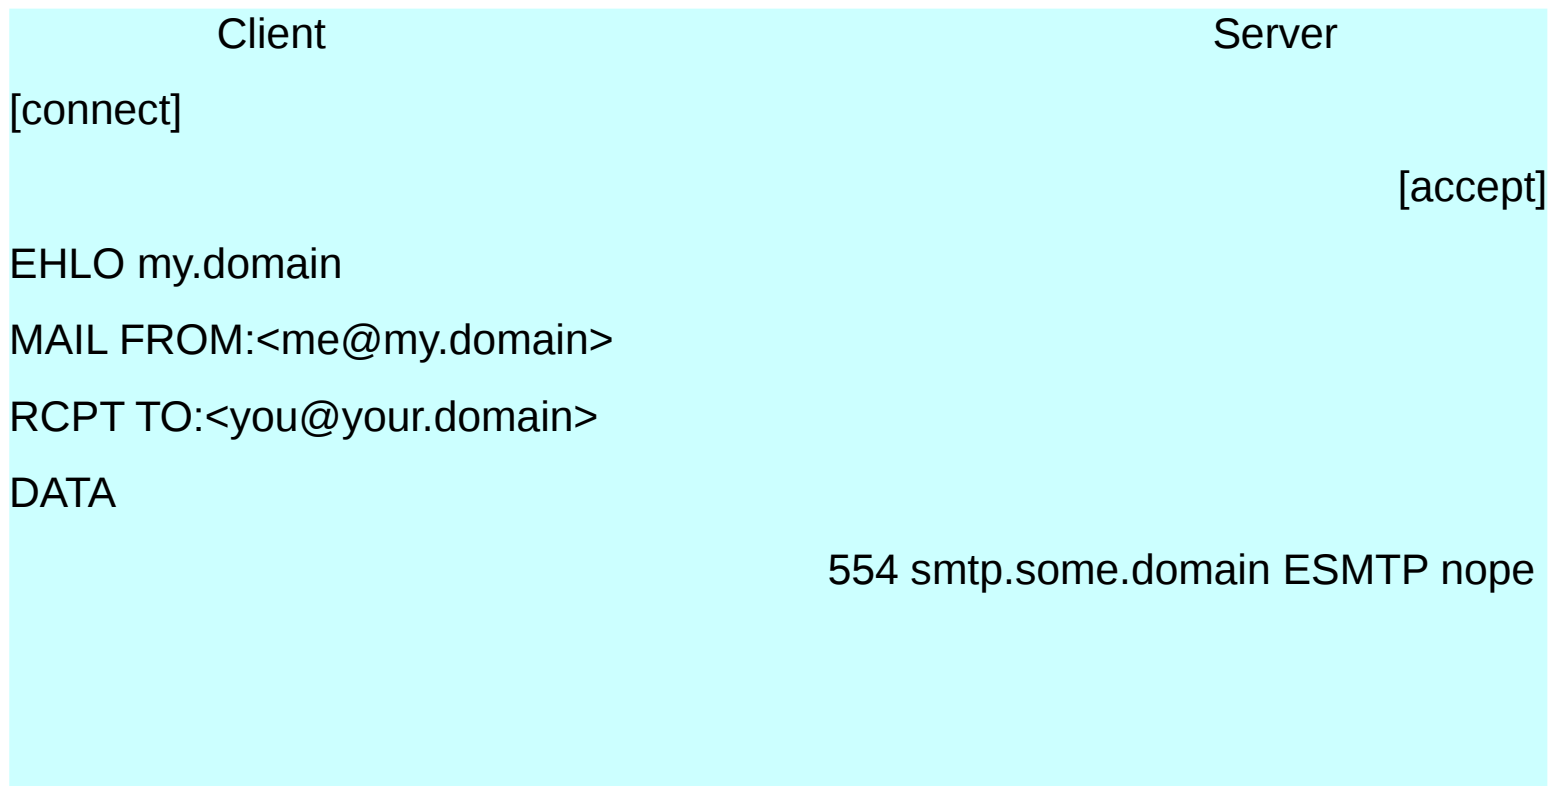 Client Server
[connect]
[accept]
EHLO my.domain
MAIL FROM:<me@my.domain>
RCPT TO:<you@your.domain>
DATA
554 smtp.some.domain ESMTP nope